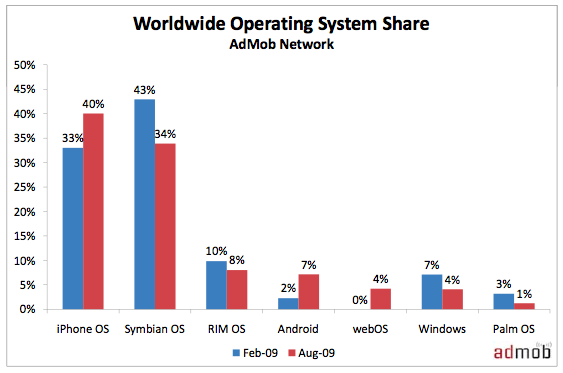 Worldwide Operating System Share
AdMob Network
50%
45%
40%
35%
30%
25%
20%
15%
10%
5%
0%
33%
40%
43%
34%
10%
8%
2%
7%
0%
4%
7%
4%
3%
1%
iPhone OS
Symbian OS
RIM OS
Android
webOS
Windows
Palm OS
Feb-09
Aug-09
admob